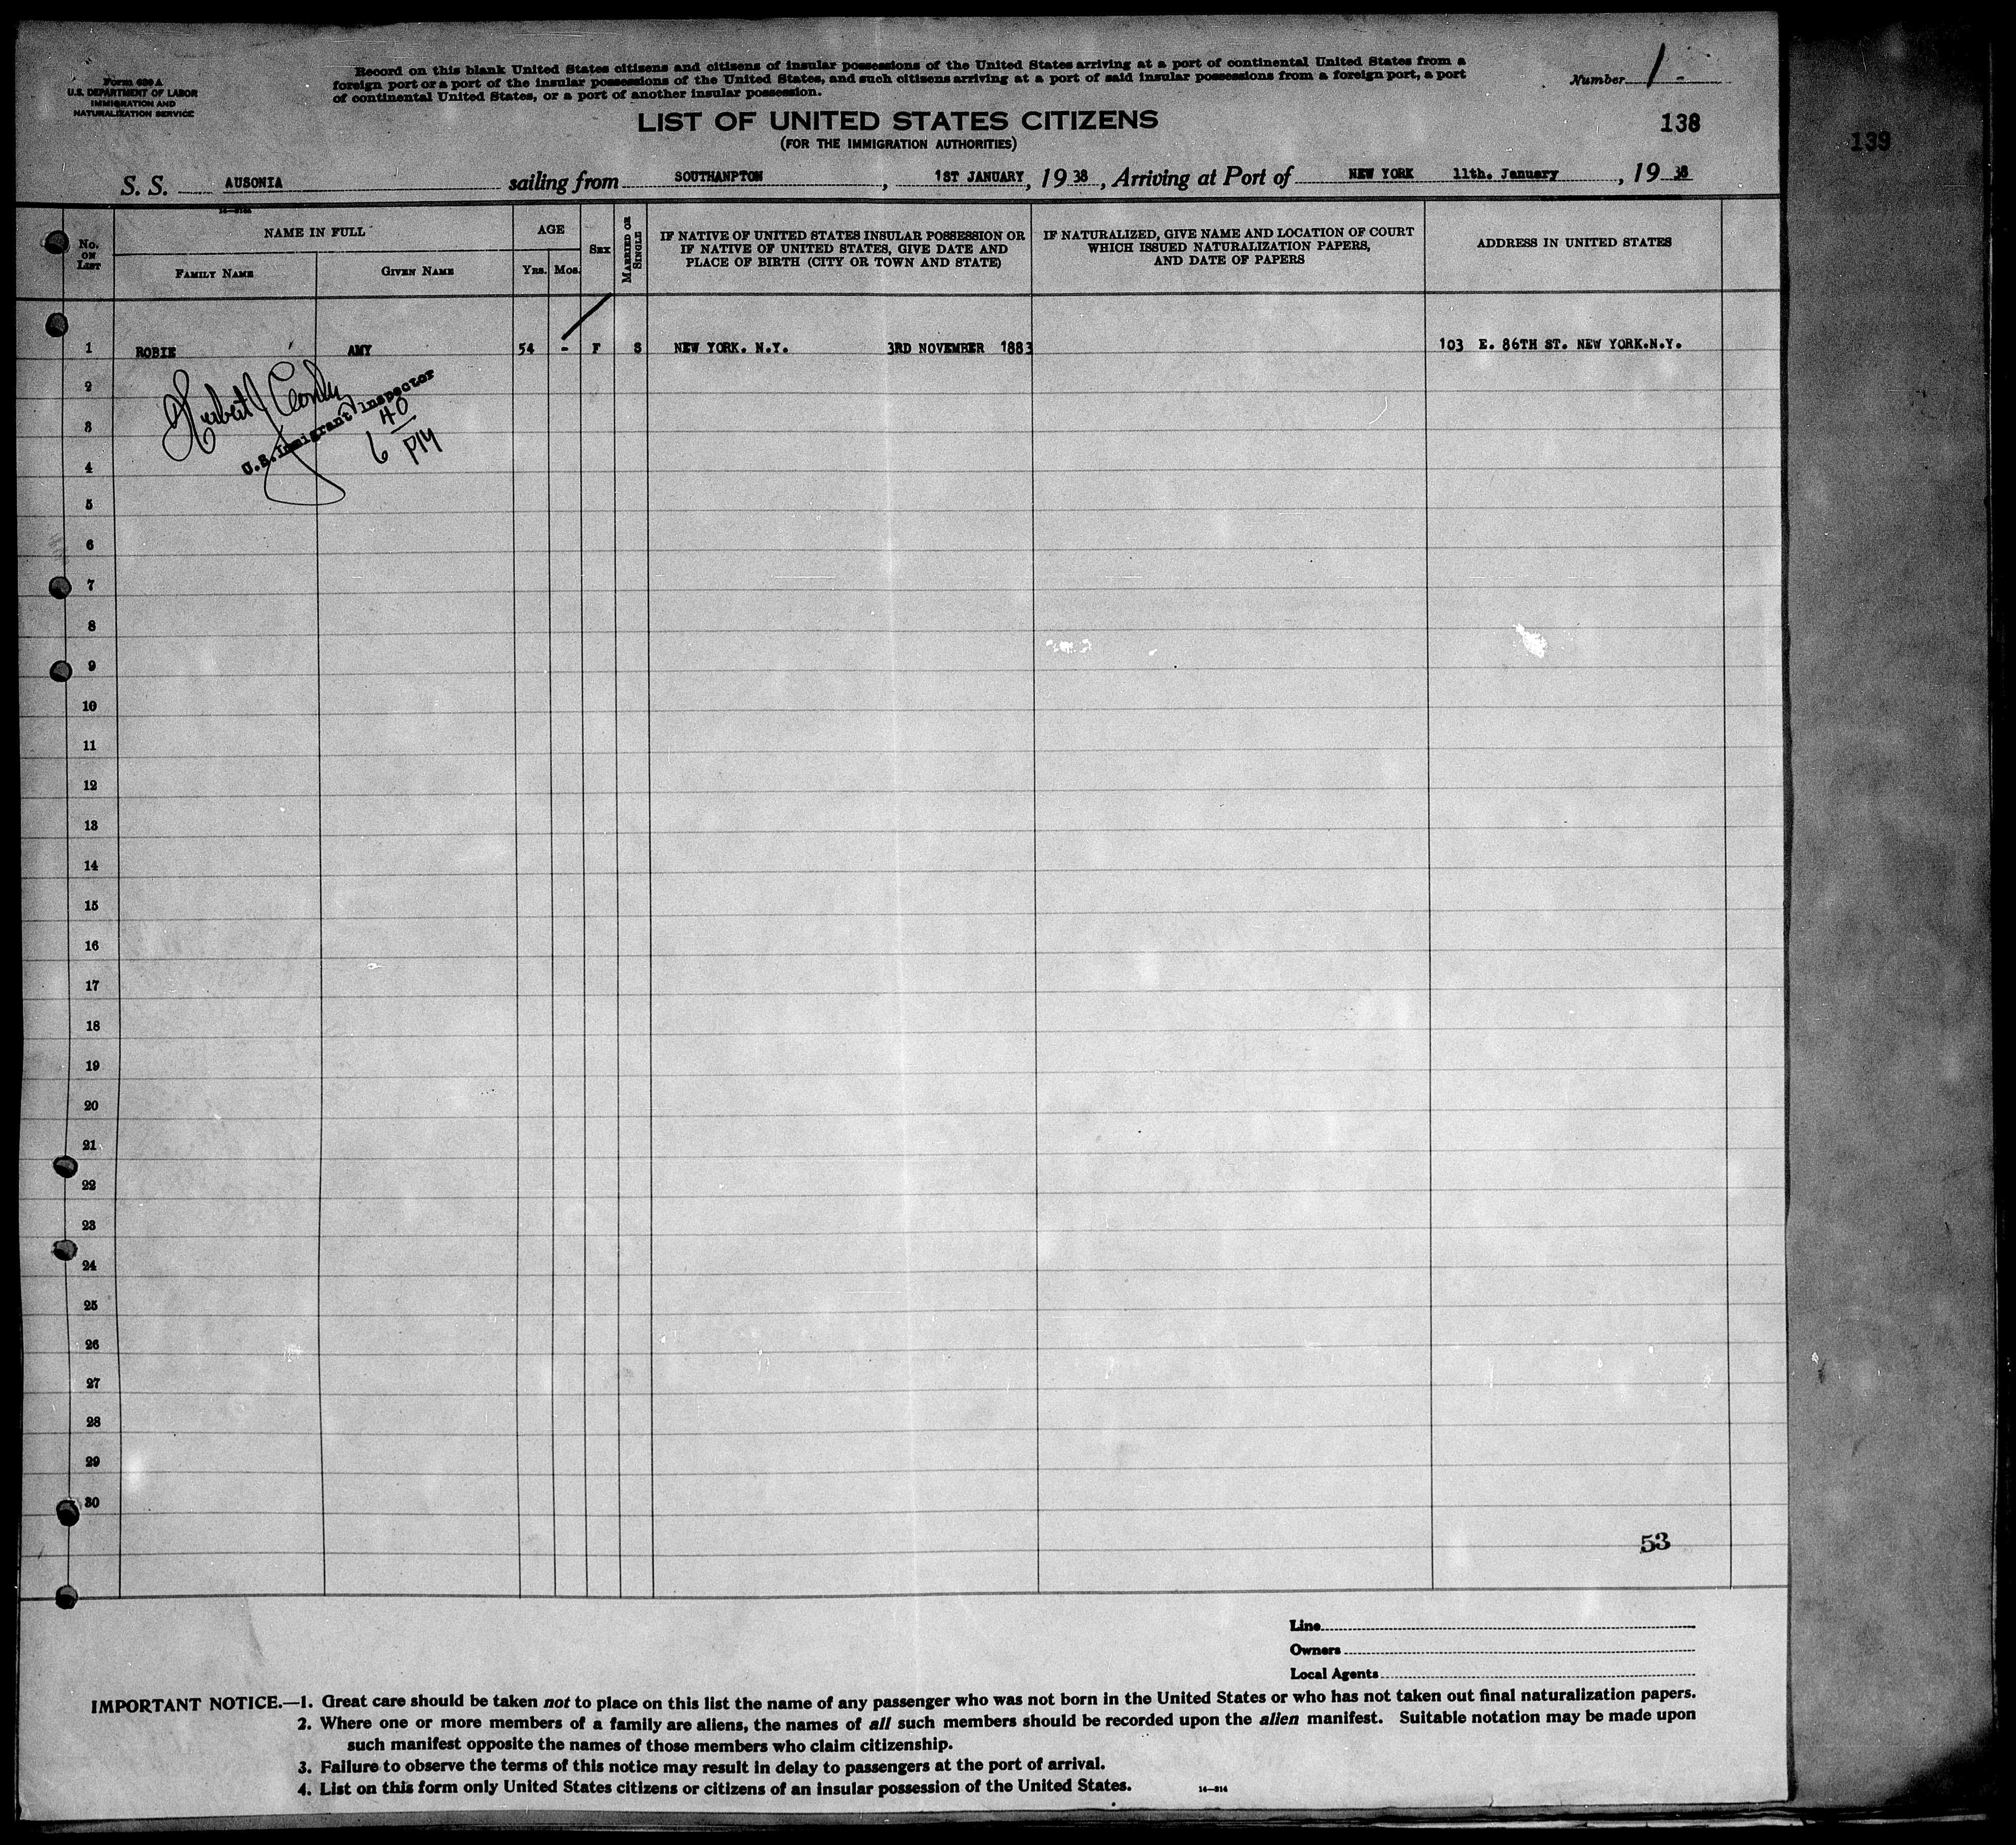 Form 630 A
U.S. DEPARTMENT OF LABOR
IMMIGRATION AND
NATURALIZATION SERVICE
Record on this blank United States citizens and citizens of insular possessions of the United States arriving at a port of continental United States from a
foreign port or a port of the insular possessions of the United States, and such citizens arriving at a port of said insular possessions from a foreign port, a port
of continental United States, or a port of another insular possession.
Number 1 -
LIST OF UNITED STATES CITIZENS
(FOR THE IMMIGRATION AUTHORITIES)
138
139
S. S. AUSONIA sailing from SOUTHANPTON, 1ST JANUARY, 19 38, Arriving at Port of NEW YORK 11th. January, 19 38
No. ON LIST
NAME IN FULL
FAMILY NAME
GIVEN NAME
AGE
YRS.
MOS.
SEX
MARRIED OR SINGLE
IF NATIVE OF UNITED STATES INSULAR POSSESSION OR
IF NATIVE OF UNITED STATES, GIVE DATE AND
PLACE OF BIRTH (CITY OR TOWN AND STATE)
IF NATURALIZED, GIVE NAME AND LOCATION OF COURT
WHICH ISSUED NATURALIZATION PAPERS,
AND DATE OF PAPERS
ADDRESS IN UNITED STATES
1 ROBIE AMY 54 - F S NEW YORK. N.Y. 3RD NOVEMBER 1883 103 E. 86TH ST. NEW YORK.N.Y.
U.S. Immigrant Inspector
6 40 PM
2
3
4
5
6
7
8
9
10
11
12
13
14
15
16
17
18
19
20
21
22
23
24
25
26
27
28
29
30
53
Line
Owners
Local Agents
IMPORTANT NOTICE.—1. Great care should be taken not to place on this list the name of any passenger who was not born in the United States or who has not taken out final naturalization papers.
2. Where one or more members of a family are aliens, the names of all such members should be recorded upon the alien manifest. Suitable notation may be made upon
such manifest opposite the names of those members who claim citizenship.
3. Failure to observe the terms of this notice may result in delay to passengers at the port of arrival.
4. List on this form only United States citizens or citizens of an insular possession of the United States.
14—814